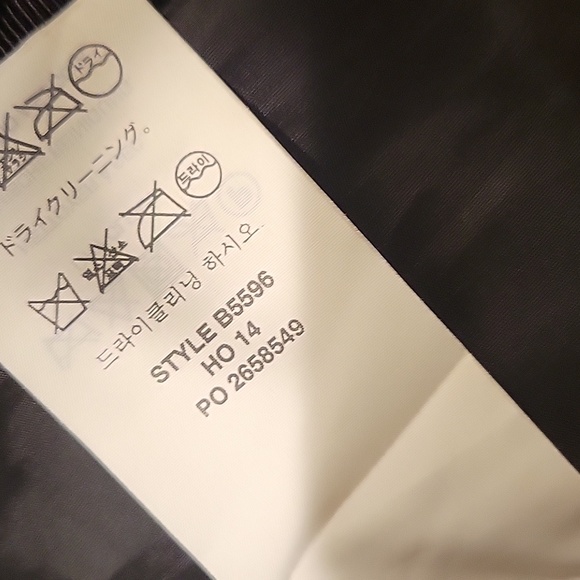 ドライ
ドライクリーニング。
드라이
드라이클리닝 하시오.
STYLE B5596
HO 14
PO 2658549